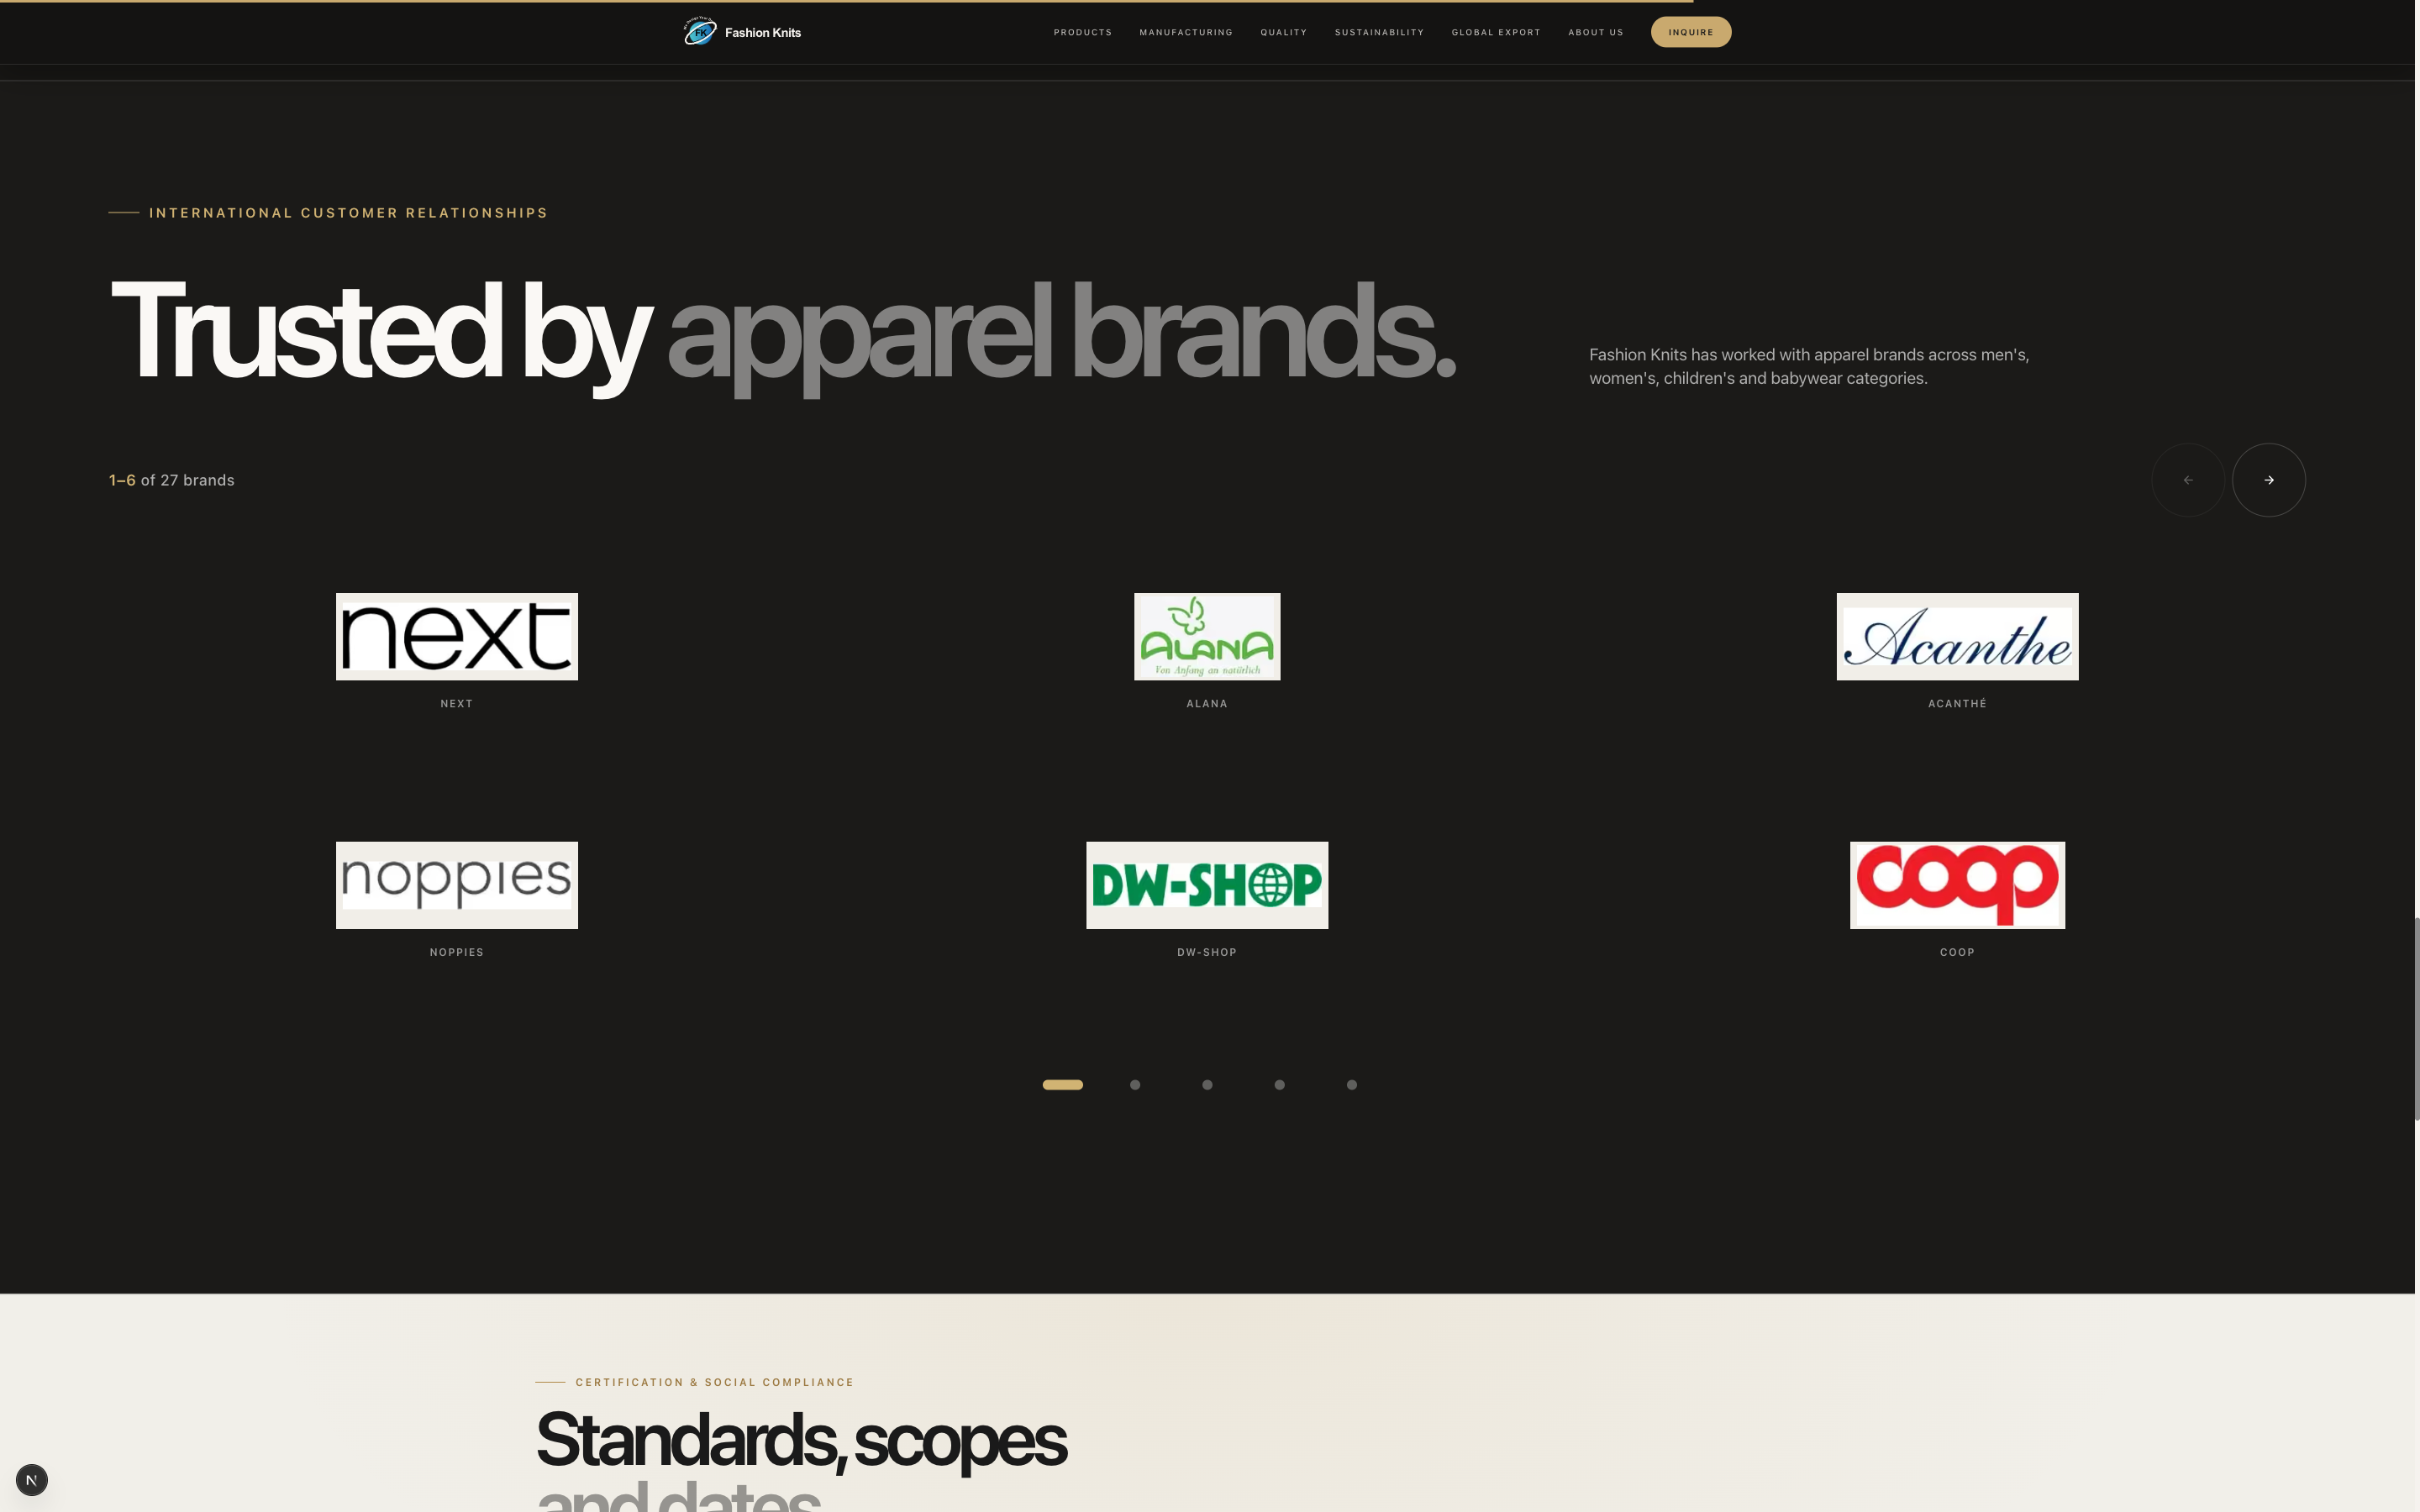 FK
Fashion Knits
PRODUCTS
MANUFACTURING
QUALITY
SUSTAINABILITY
GLOBAL EXPORT
ABOUT US
INQUIRE
INTERNATIONAL CUSTOMER RELATIONSHIPS
Trusted by apparel brands.
Fashion Knits has worked with apparel brands across men's,
women's, children's and babywear categories.
1–6 of 27 brands
next
ALANA
Von Anfang an natürlich
Acanthe
NEXT
ALANA
ACANTHÉ
noppies
DW-SHOP
coop
NOPPIES
DW-SHOP
COOP
CERTIFICATION & SOCIAL COMPLIANCE
Standards, scopes
and dates
N